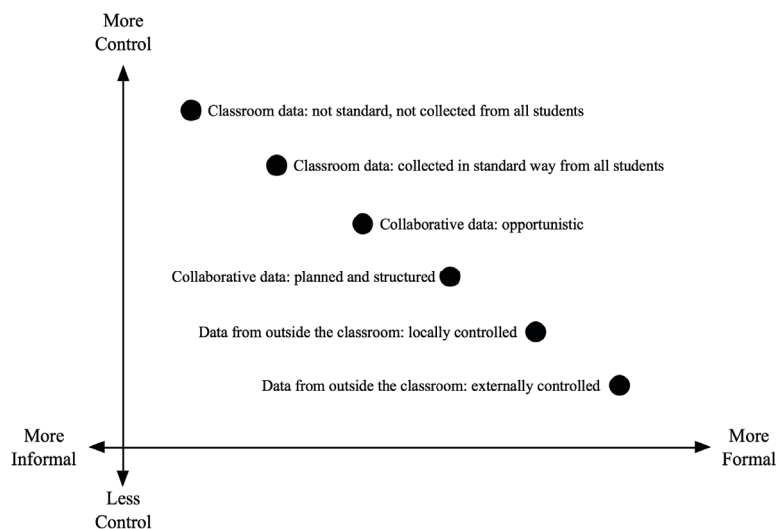 More
Control
Classroom data: not standard, not collected from all students
Classroom data: collected in standard way from all students
Collaborative data: opportunistic
Collaborative data: planned and structured
Data from outside the classroom: locally controlled
Data from outside the classroom: externally controlled
More
Informal
More
Formal
Less
Control